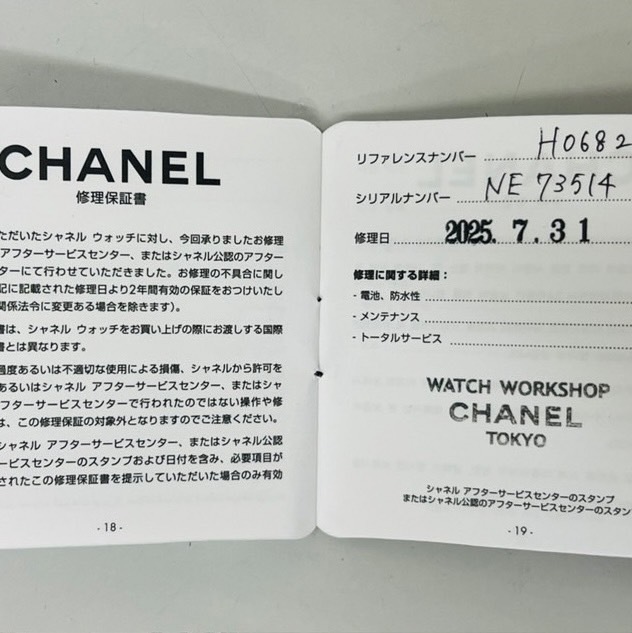 CHANEL
修理保証書
ただいたシャネル ウォッチに対し、今回承りましたお修理
アフターサービスセンター、またはシャネル公認のアフター
ターにて行わせていただきました。お修理の不具合に関し
記に記載された修理日より2年間有効の保証をおつけいたし
関係法令に変更ある場合を除きます)。
書は、シャネル ウォッチをお買い上げの際にお渡しする国際
書とは異なります。
過度あるいは不適切な使用による損傷、シャネルから許可を
あるいはシャネル アフターサービスセンター、またはシャ
フターサービスセンターで行われたのではない操作や修
は、この修理保証の対象外となりますのでご注意ください。
シャネル アフターサービスセンター、またはシャネル公認
サービスセンターのスタンプおよび日付を含み、必要項目が
されたこの修理保証書を提示していただいた場合のみ有効
- 18 -
リファレンスナンバー H0682
シリアルナンバー NE 73514
修理日 2025. 7. 31
修理に関する詳細:
- 電池、防水性
- メンテナンス
- トータルサービス
WATCH WORKSHOP
CHANEL
TOKYO
シャネル アフターサービスセンターのスタンプ
またはシャネル公認のアフターサービスセンターのスタン
- 19 -